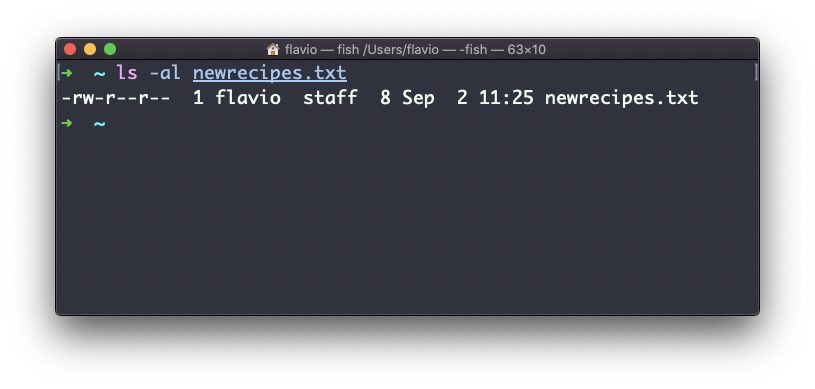 flavio — fish /Users/flavio — -fish — 63×10
➜  ~ ls -al newrecipes.txt
-rw-r--r--  1 flavio  staff  8 Sep  2 11:25 newrecipes.txt
➜  ~